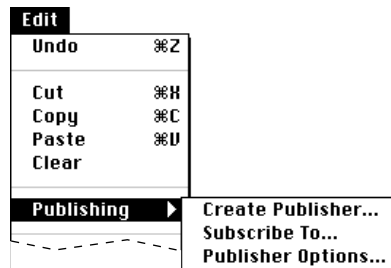 Edit
Undo ⌘Z
Cut ⌘X
Copy ⌘C
Paste ⌘V
Clear
Publishing ▶
Create Publisher...
Subscribe To...
Publisher Options...